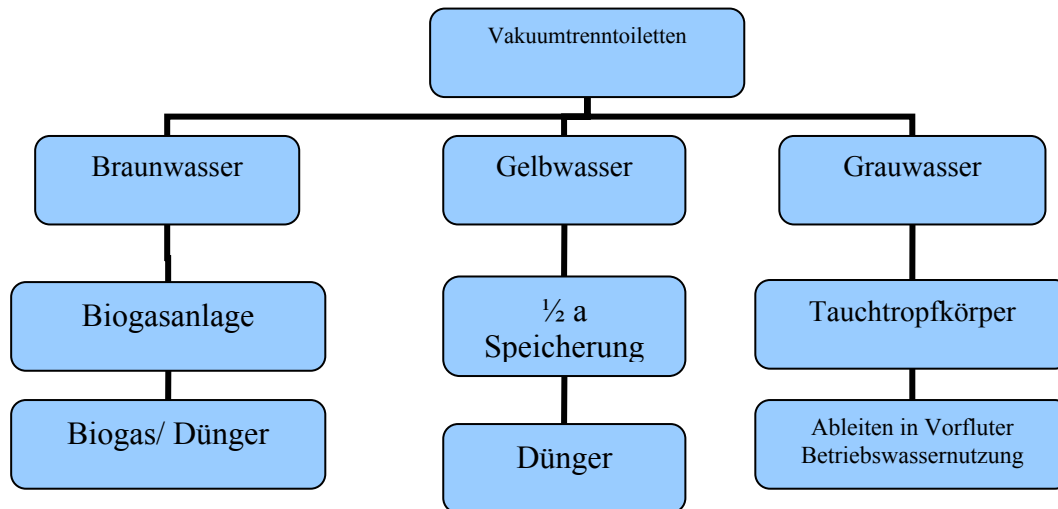 Vakuumtrenntoiletten
Braunwasser
Gelbwasser
Grauwasser
Biogasanlage
½ a
Speicherung
Tauchtropfkörper
Biogas/ Dünger
Dünger
Ableiten in Vorfluter
Betriebswassernutzung